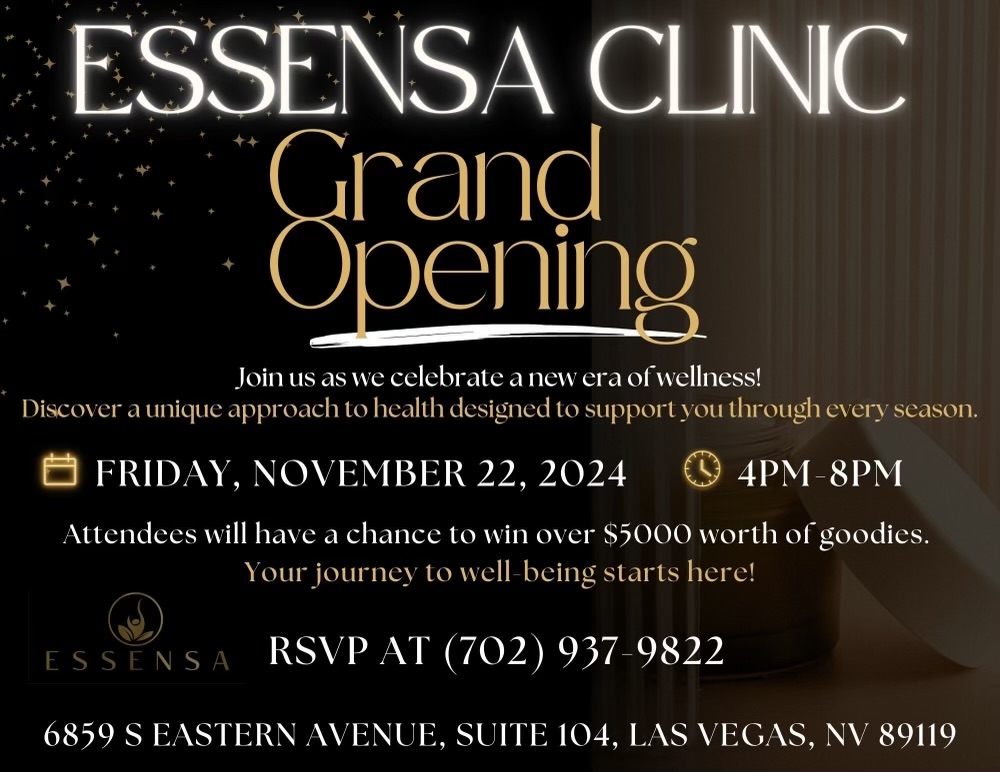 ESSENSA CLINIC
Grand
Opening
Join us as we celebrate a new era of wellness!
Discover a unique approach to health designed to support you through every season.
FRIDAY, NOVEMBER 22, 2024 4PM-8PM
Attendees will have a chance to win over $5000 worth of goodies.
Your journey to well-being starts here!
ESSENSA
RSVP AT (702) 937-9822
6859 S EASTERN AVENUE, SUITE 104, LAS VEGAS, NV 89119